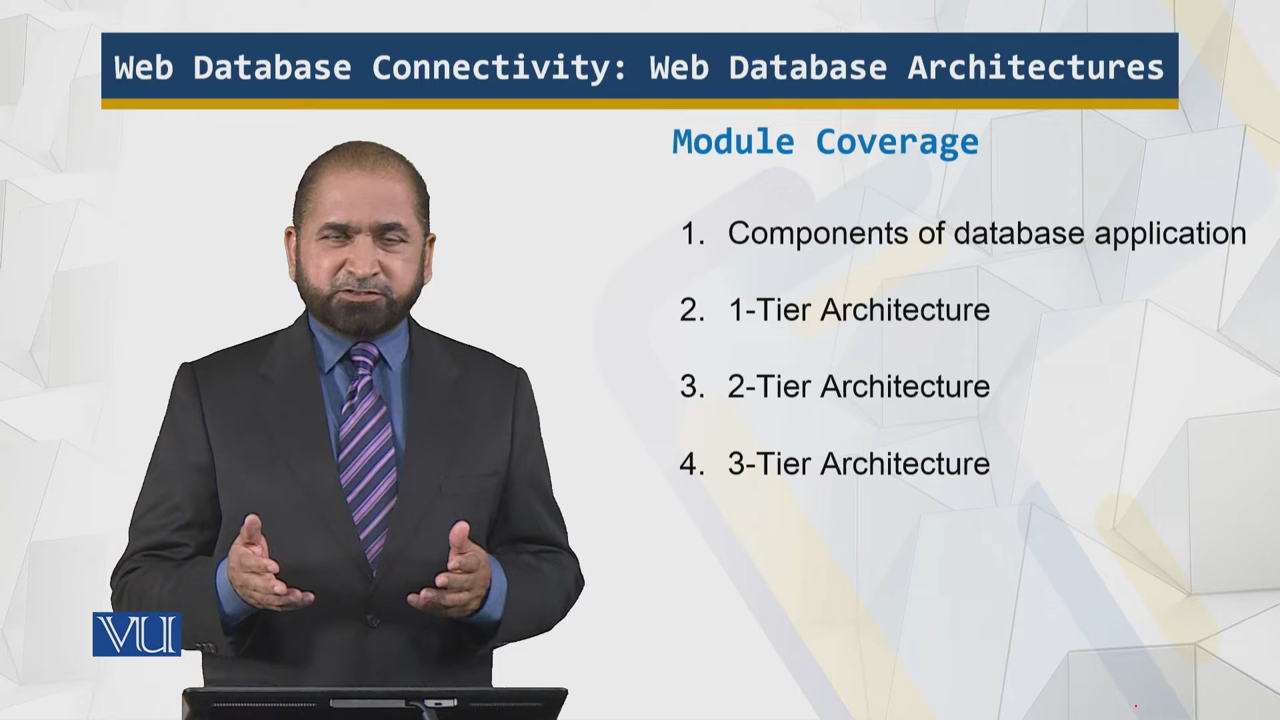 Web Database Connectivity: Web Database Architectures
Module Coverage
1. Components of database application
2. 1-Tier Architecture
3. 2-Tier Architecture
4. 3-Tier Architecture
VU